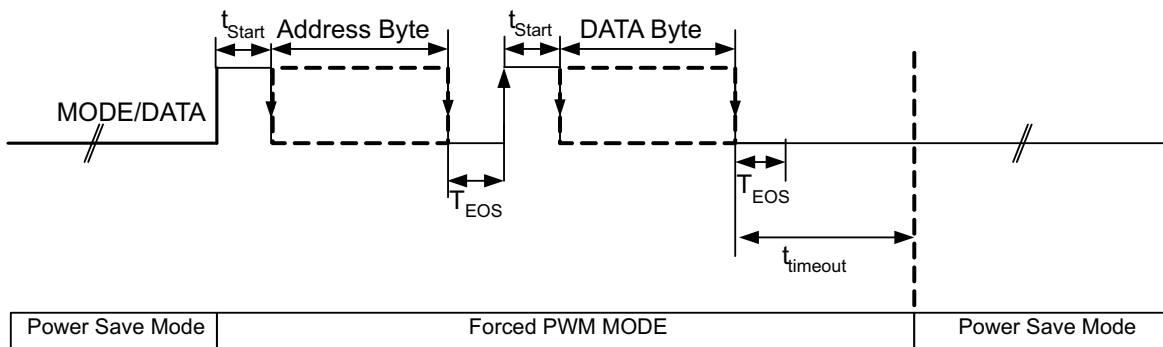 tStart Address Byte tStart DATA Byte
MODE/DATA
TEOS TEOS
ttimeout
Power Save Mode Forced PWM MODE Power Save Mode